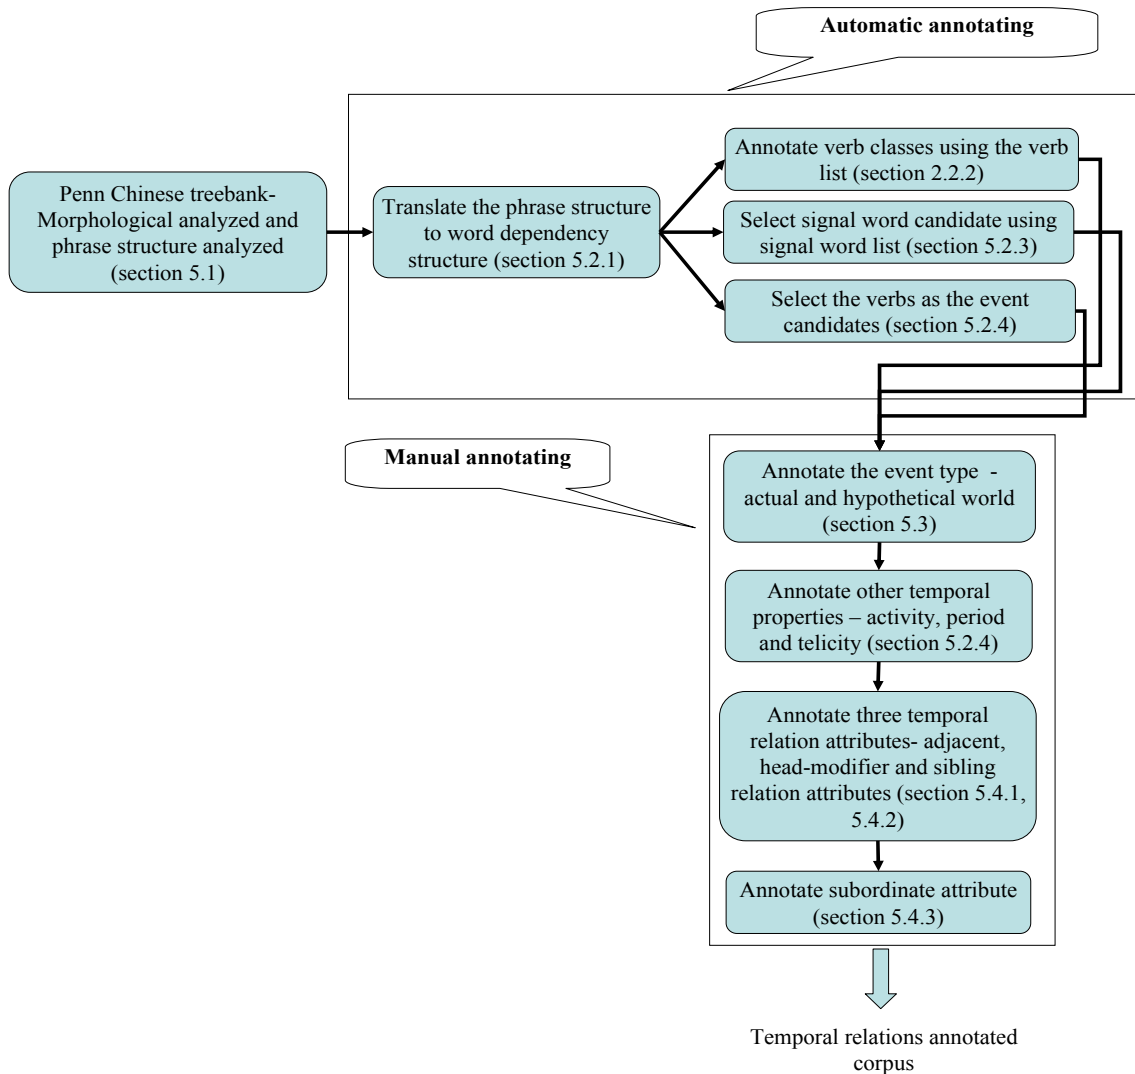 Automatic annotating
Penn Chinese treebank-
Morphological analyzed and
phrase structure analyzed
(section 5.1)
Translate the phrase structure
to word dependency
structure (section 5.2.1)
Annotate verb classes using the verb
list (section 2.2.2)
Select signal word candidate using
signal word list (section 5.2.3)
Select the verbs as the event
candidates (section 5.2.4)
Manual annotating
Annotate the event type -
actual and hypothetical world
(section 5.3)
Annotate other temporal
properties – activity, period
and telicity (section 5.2.4)
Annotate three temporal
relation attributes- adjacent,
head-modifier and sibling
relation attributes (section 5.4.1,
5.4.2)
Annotate subordinate attribute
(section 5.4.3)
Temporal relations annotated
corpus